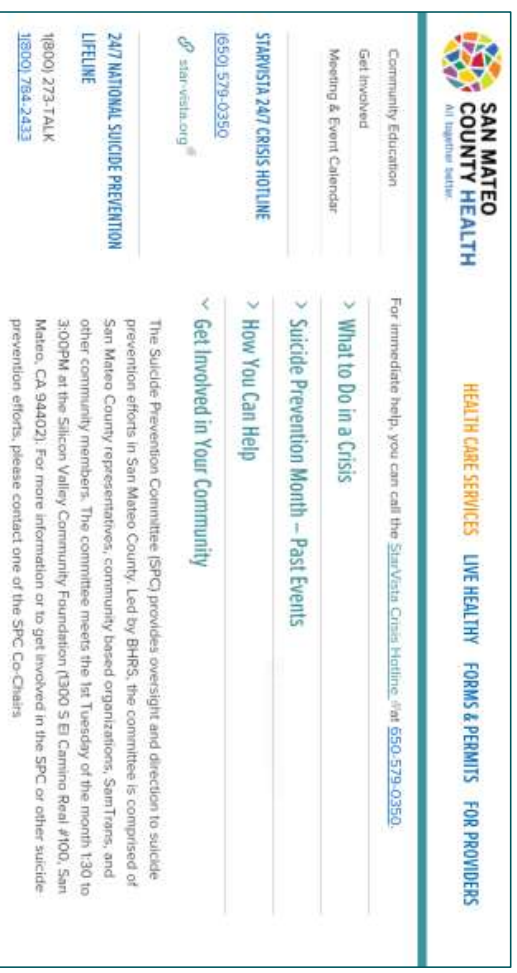 SAN MATEO
COUNTY HEALTH
All together better.
HEALTH CARE SERVICES
LIVE HEALTHY
FORMS & PERMITS
FOR PROVIDERS
Community Education
Get Involved
Meeting & Event Calendar
STARVISTA 24/7 CRISIS HOTLINE
(650) 579-0350
star-vista.org
24/7 NATIONAL SUICIDE PREVENTION
LIFELINE
1(800) 273-TALK
1(800) 784-2433
For immediate help, you can call the StarVista Crisis Hotline at 650-579-0350.
What to Do in a Crisis
Suicide Prevention Month – Past Events
How You Can Help
Get Involved in Your Community
The Suicide Prevention Committee (SPC) provides oversight and direction to suicide
prevention efforts in San Mateo County. Led by BHRS, the committee is comprised of
San Mateo County representatives, community based organizations, SamTrans, and
other community members. The committee meets the 1st Tuesday of the month 1:30 to
3:00PM at the Silicon Valley Community Foundation (1300 S El Camino Real #100, San
Mateo, CA 94402). For more information or to get involved in the SPC or other suicide
prevention efforts, please contact one of the SPC Co-Chairs